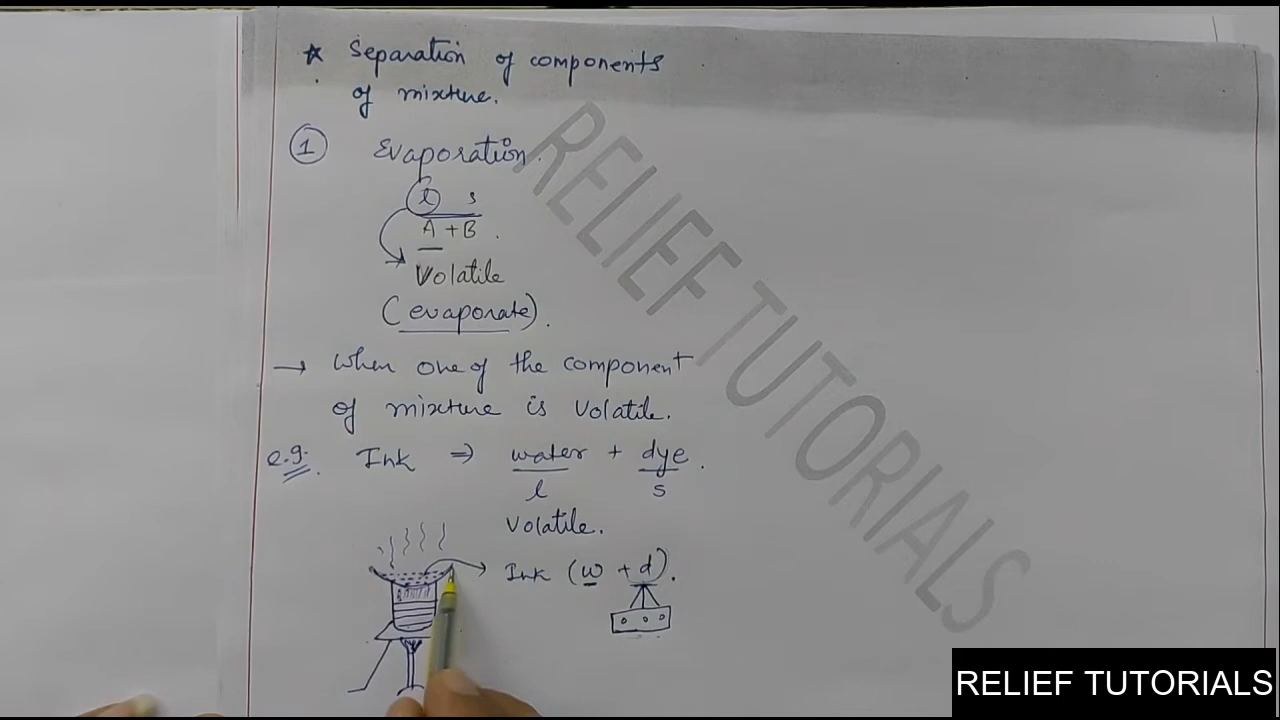 * Separation of components
of mixture.
1 Evaporation.
l s
A + B .
Volatile
(evaporate).
→ When one of the component
of mixture is volatile.
e.g. Ink ⇒ water + dye.
l s
Volatile.
Ink (w + d).
RELIEF TUTORIALS
RELIEF TUTORIALS